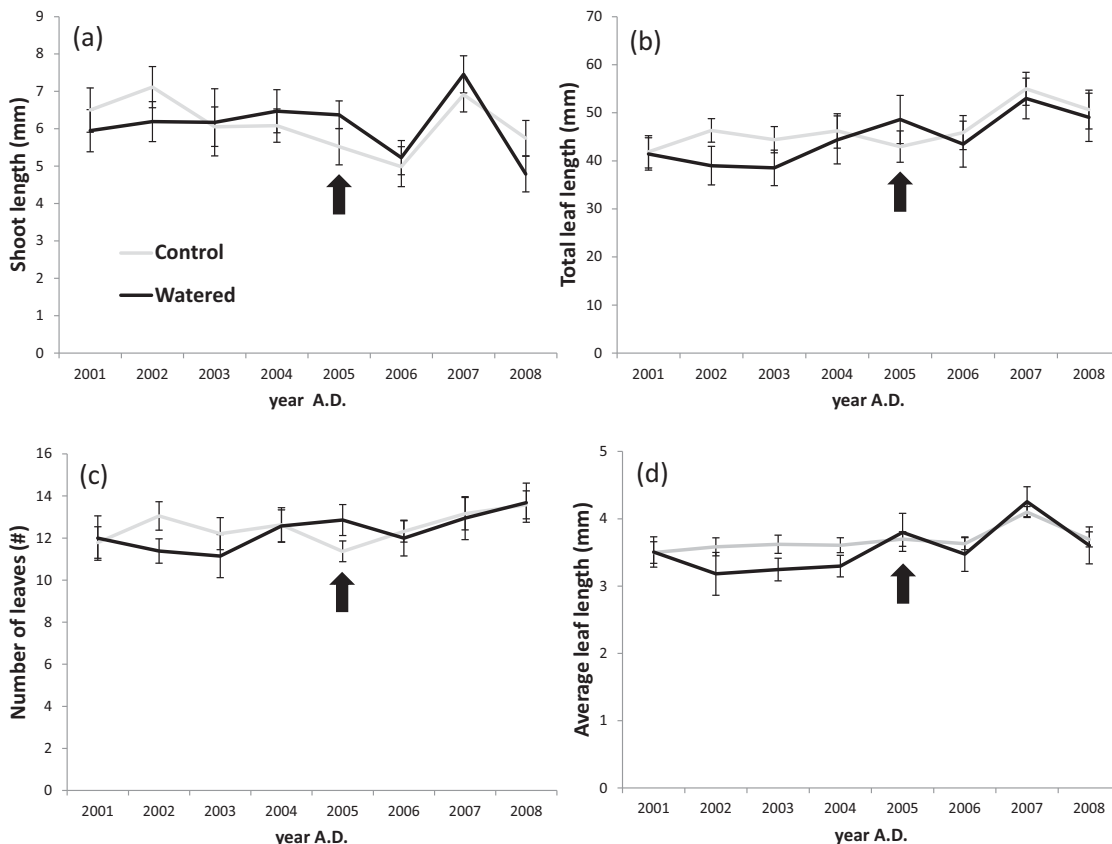 (a)
9
8
7
6
5
4
3
2
1
0
Shoot length (mm)
Control
Watered
2001 2002 2003 2004 2005 2006 2007 2008
year A.D.
(b)
70
60
50
40
30
20
10
0
Total leaf length (mm)
2001 2002 2003 2004 2005 2006 2007 2008
year A.D.
(c)
16
14
12
10
8
6
4
2
0
Number of leaves (#)
2001 2002 2003 2004 2005 2006 2007 2008
year A.D.
(d)
5
4
3
2
1
0
Average leaf length (mm)
2001 2002 2003 2004 2005 2006 2007 2008
year A.D.